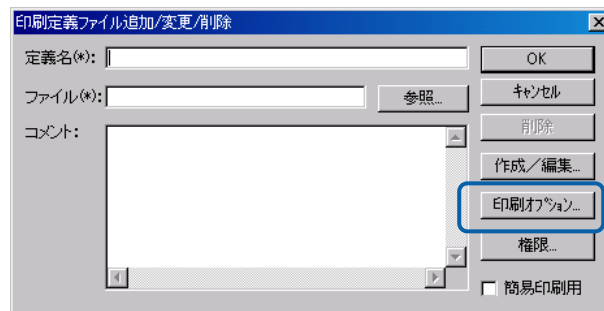 印刷定義ファイル追加/変更/削除
定義名(*):
OK
ファイル(*):
参照...
キャンセル
コメント:
削除
作成／編集...
印刷オプション...
権限...
簡易印刷用